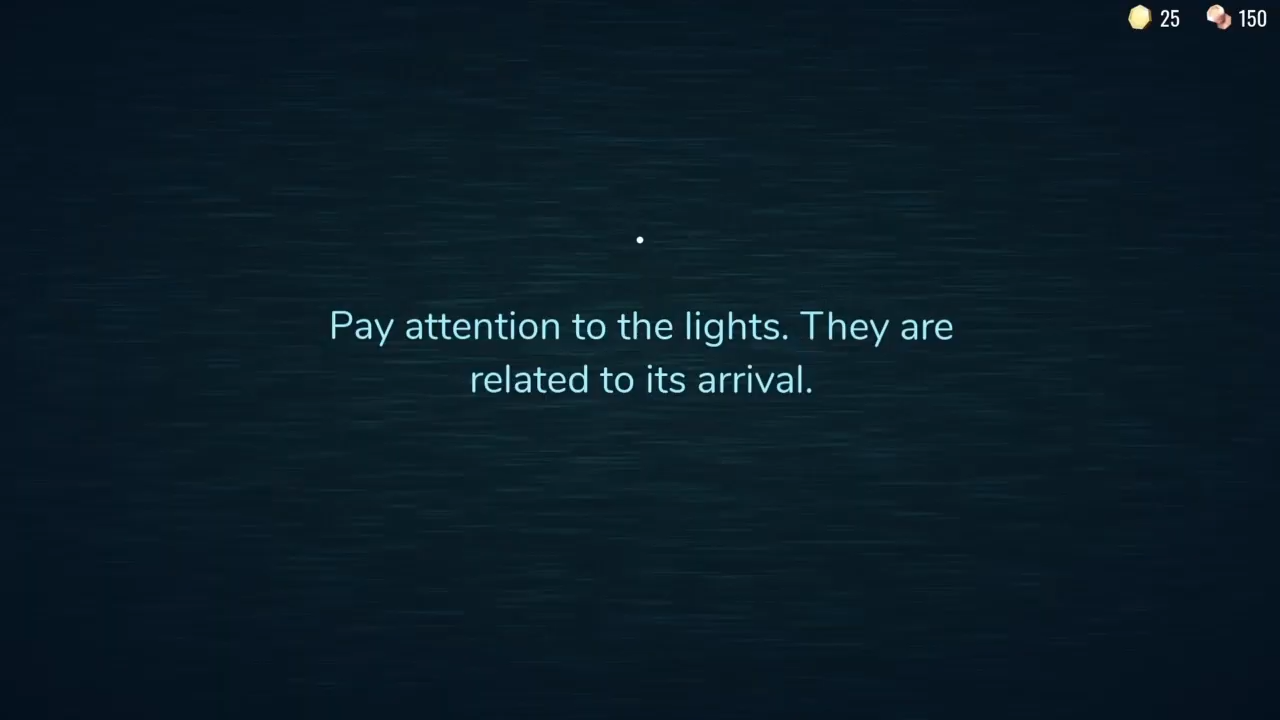 25 150
Pay attention to the lights. They are
related to its arrival.